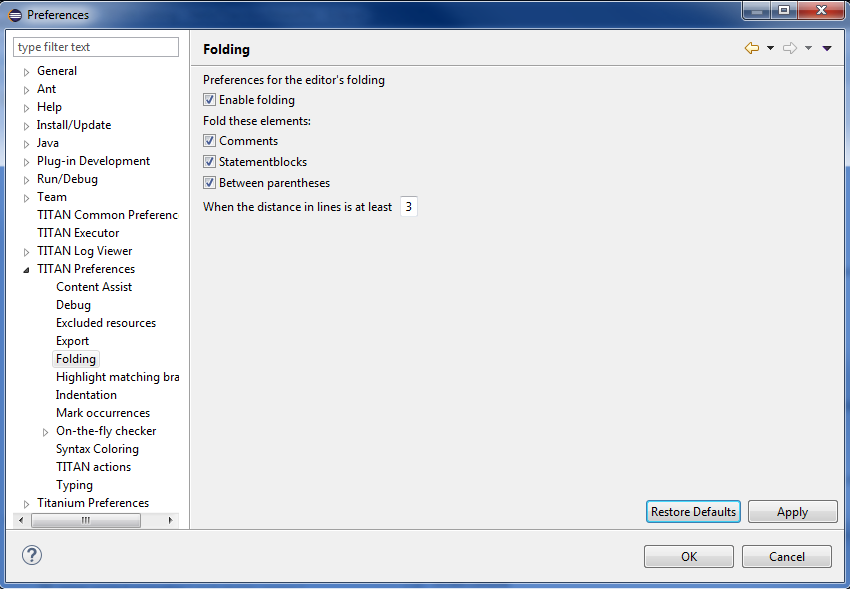 Preferences
type filter text
General
Ant
Help
Install/Update
Java
Plug-in Development
Run/Debug
Team
TITAN Common Preferenc
TITAN Executor
TITAN Log Viewer
TITAN Preferences
Content Assist
Debug
Excluded resources
Export
Folding
Highlight matching bra
Indentation
Mark occurrences
On-the-fly checker
Syntax Coloring
TITAN actions
Typing
Titanium Preferences
Folding
Preferences for the editor's folding
Enable folding
Fold these elements:
Comments
Statementblocks
Between parentheses
When the distance in lines is at least 3
Restore Defaults Apply
? OK Cancel